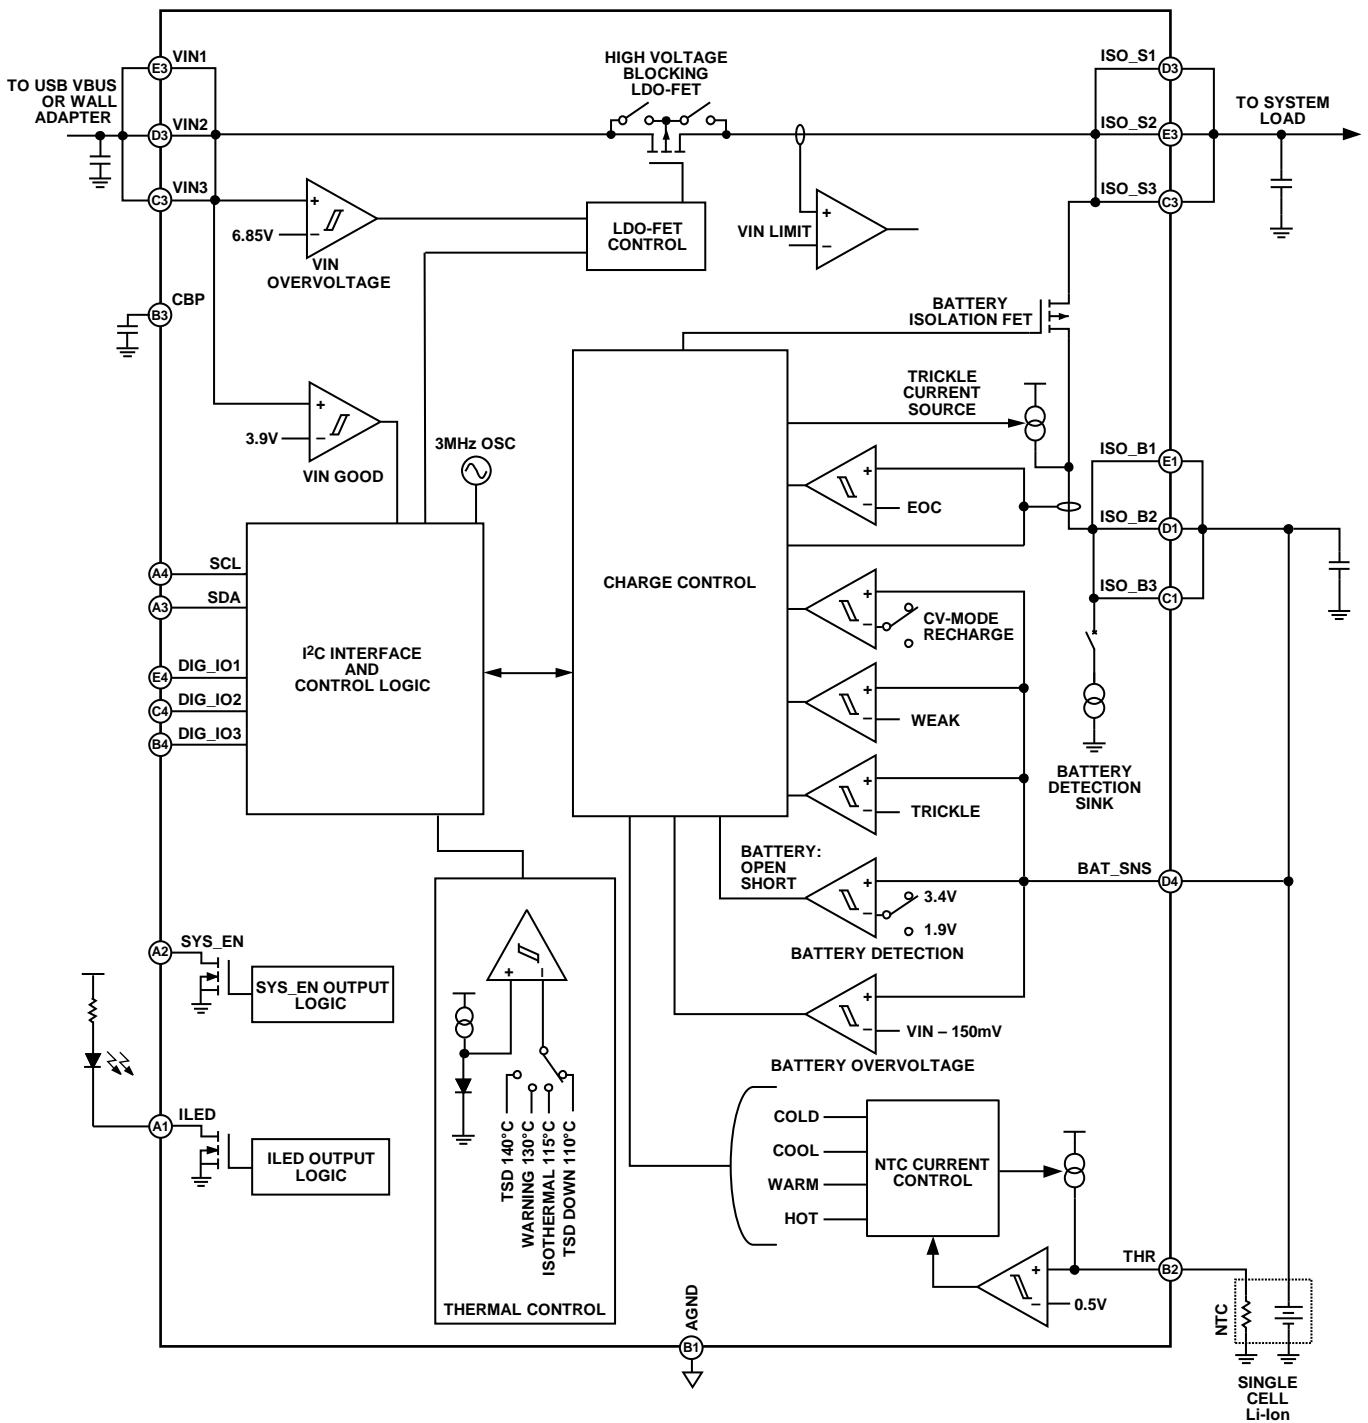 VIN1
E3
TO USB VBUS
OR WALL
ADAPTER
VIN2
D3
VIN3
C3
HIGH VOLTAGE
BLOCKING
LDO-FET
ISO_S1
D3
ISO_S2
E3
ISO_S3
C3
TO SYSTEM
LOAD
+
–
6.85V
VIN
OVERVOLTAGE
LDO-FET
CONTROL
VIN LIMIT
+
–
CBP
B3
BATTERY
ISOLATION FET
TRICKLE
CURRENT
SOURCE
+
–
3.9V
VIN GOOD
3MHz OSC
+
–
EOC
ISO_B1
E1
ISO_B2
D1
ISO_B3
C1
SCL
A4
SDA
A3
DIG_IO1
E4
DIG_IO2
C4
DIG_IO3
B4
I2C INTERFACE
AND
CONTROL LOGIC
CHARGE CONTROL
+
–
CV-MODE
RECHARGE
+
–
WEAK
+
–
TRICKLE
BATTERY
DETECTION
SINK
BATTERY:
OPEN
SHORT
+
–
3.4V
1.9V
BATTERY DETECTION
BAT_SNS
D4
+
–
VIN – 150mV
BATTERY OVERVOLTAGE
SYS_EN
A2
SYS_EN OUTPUT
LOGIC
ILED
A1
ILED OUTPUT
LOGIC
+
–
TSD 140°C
WARNING 130°C
ISOTHERMAL 115°C
TSD DOWN 110°C
THERMAL CONTROL
COLD
COOL
WARM
HOT
NTC CURRENT
CONTROL
+
–
0.5V
THR
B2
AGND
B1
NTC
SINGLE
CELL
Li-Ion